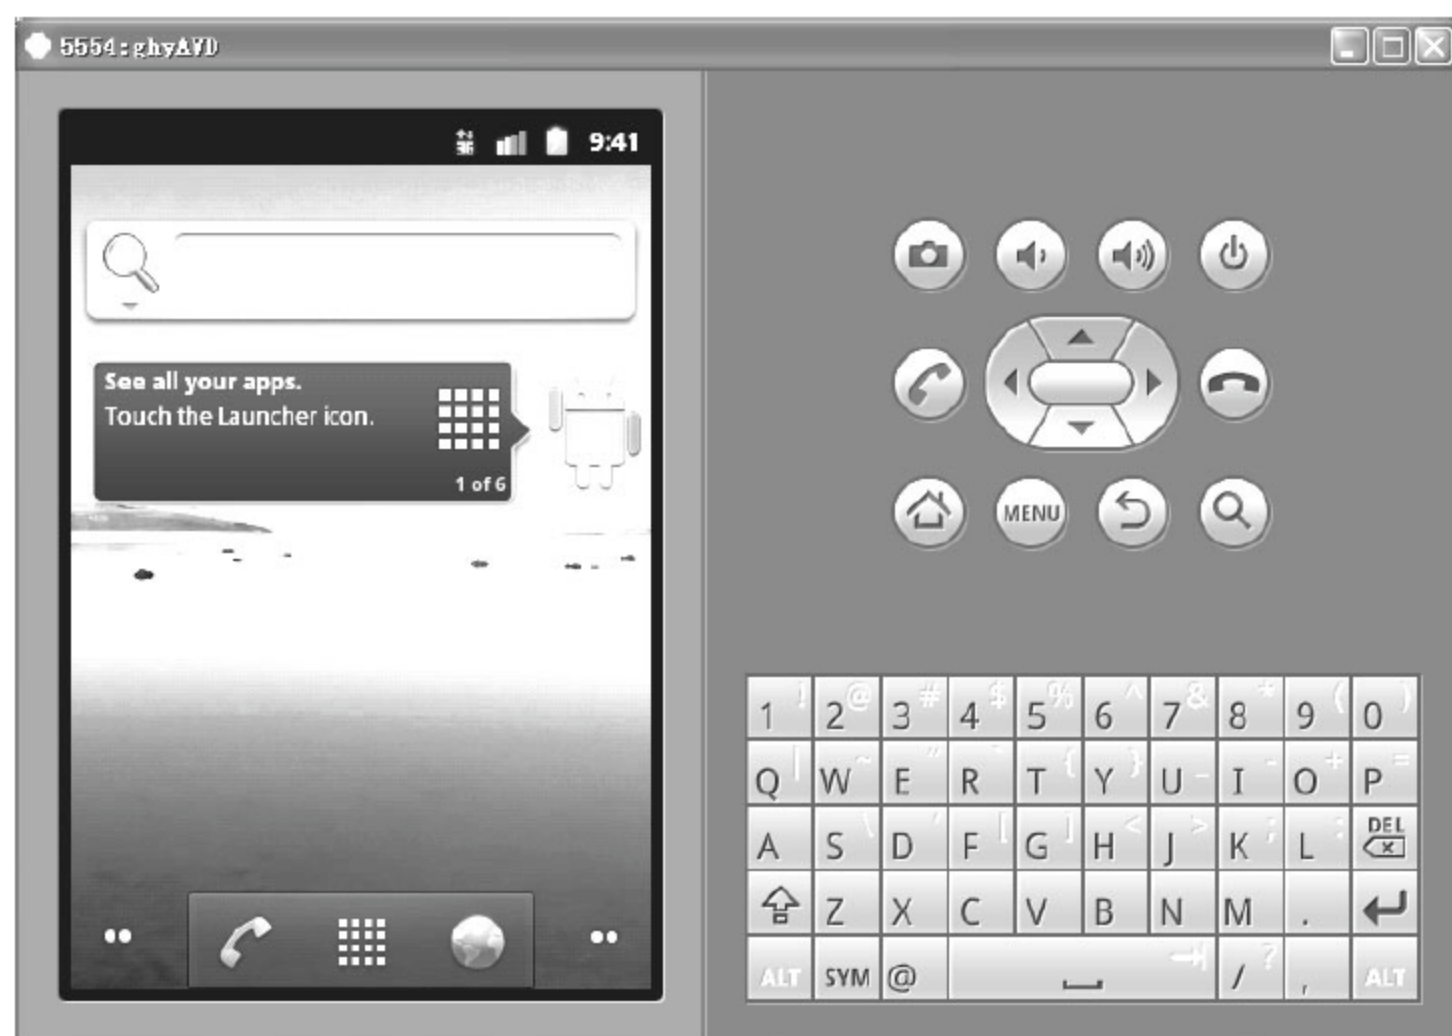 5554:ghyAVD
3G 9:41
See all your apps.
Touch the Launcher icon.
1 of 6
MENU
1 ! 2 @ 3 # 4 $ 5 % 6 ^ 7 & 8 * 9 ( 0 )
Q | W ~ E " R ` T { Y } U _ I - O + P =
A S \ D ' F [ G ] H < J > K ; L : DEL
Z X C V B N M .
ALT SYM @ / ? , ALT